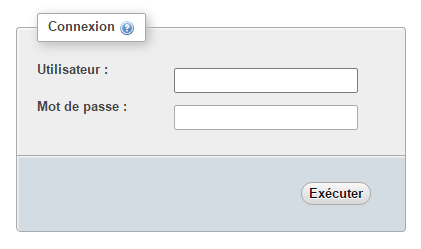 Connexion
Utilisateur :
Mot de passe :
Exécuter